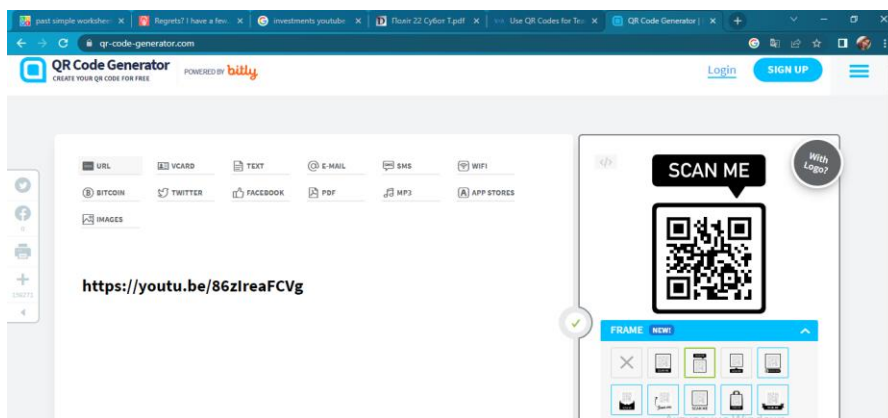 past simple workshee
Regrets? I have a few.
investments youtube
Політ 22 Субот Т.pdf
Use QR Codes for Tea
QR Code Generator |
qr-code-generator.com
QR Code Generator
CREATE YOUR QR CODE FOR FREE
POWERED BY bitly
Login
SIGN UP
URL
VCARD
TEXT
E-MAIL
SMS
WIFI
BITCOIN
TWITTER
FACEBOOK
PDF
MP3
APP STORES
IMAGES
https://youtu.be/86zIreaFCVg
SCAN ME
With
Logo?
FRAME NEW!